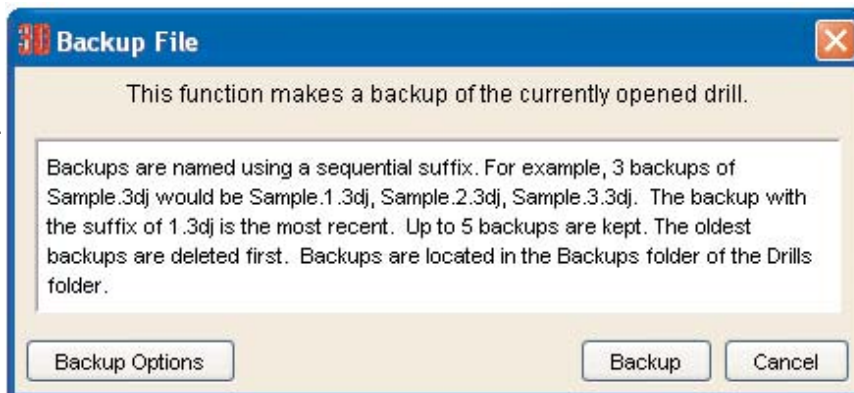 3D Backup File
This function makes a backup of the currently opened drill.
Backups are named using a sequential suffix. For example, 3 backups of
Sample.3dj would be Sample.1.3dj, Sample.2.3dj, Sample.3.3dj.  The backup with
the suffix of 1.3dj is the most recent.  Up to 5 backups are kept. The oldest
backups are deleted first.  Backups are located in the Backups folder of the Drills
folder.
Backup Options Backup Cancel